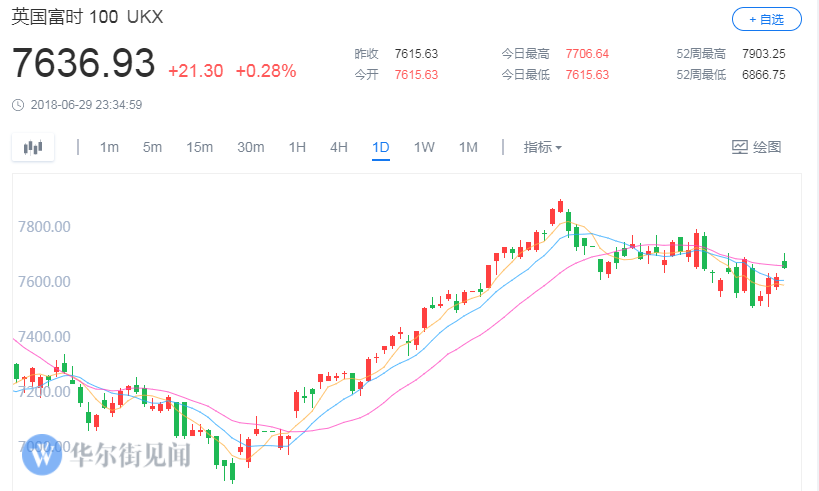 英国富时 100 UKX
+ 自选
7636.93 +21.30 +0.28%
昨收 7615.63 今日最高 7706.64 52周最高 7903.25
今开 7615.63 今日最低 7615.63 52周最低 6866.75
2018-06-29 23:34:59
1m 5m 15m 30m 1H 4H 1D 1W 1M 指标 绘图
7800.00
7600.00
7400.00
7200.00
7000.00
W 华尔街见闻